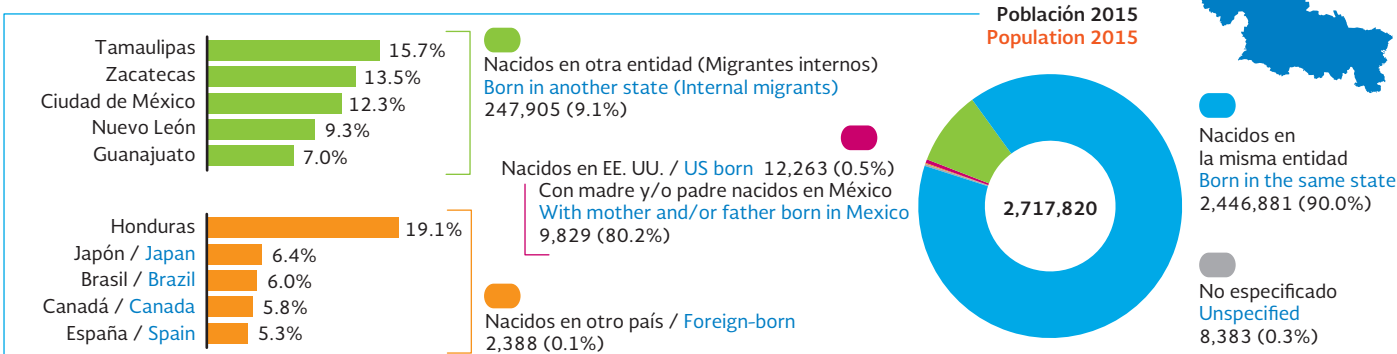 Población 2015
Population 2015
Tamaulipas 15.7%
Zacatecas 13.5%
Ciudad de México 12.3%
Nuevo León 9.3%
Guanajuato 7.0%
Nacidos en otra entidad (Migrantes internos)
Born in another state (Internal migrants)
247,905 (9.1%)
Nacidos en EE. UU. / US born 12,263 (0.5%)
Con madre y/o padre nacidos en México
With mother and/or father born in Mexico
9,829 (80.2%)
Honduras 19.1%
Japón / Japan 6.4%
Brasil / Brazil 6.0%
Canadá / Canada 5.8%
España / Spain 5.3%
Nacidos en otro país / Foreign-born
2,388 (0.1%)
2,717,820
Nacidos en
la misma entidad
Born in the same state
2,446,881 (90.0%)
No especificado
Unspecified
8,383 (0.3%)